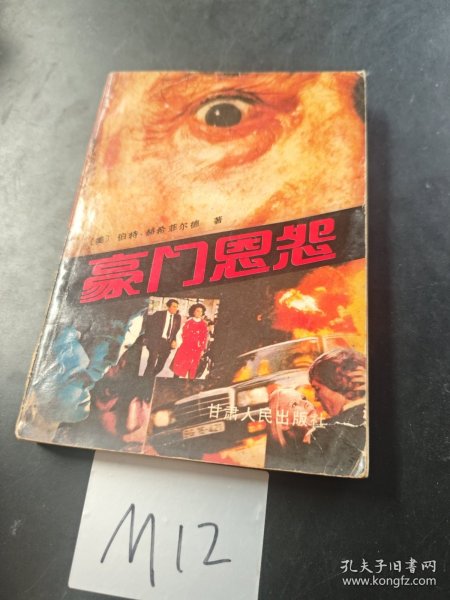 〔美〕伯特·赫希菲尔德 著
豪门恩怨
甘肃人民出版社
M12
孔夫子旧书网
www.kongfz.com